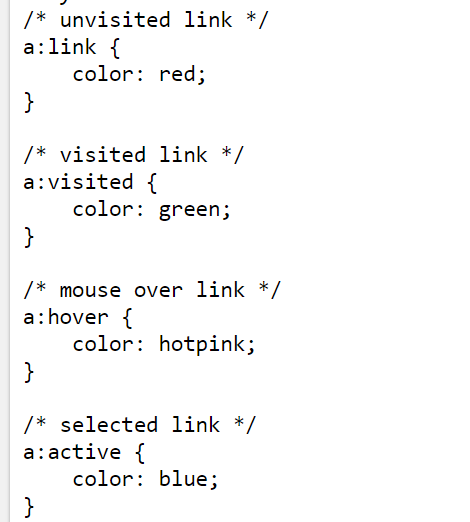 /* unvisited link */
a:link {
    color: red;
}

/* visited link */
a:visited {
    color: green;
}

/* mouse over link */
a:hover {
    color: hotpink;
}

/* selected link */
a:active {
    color: blue;
}